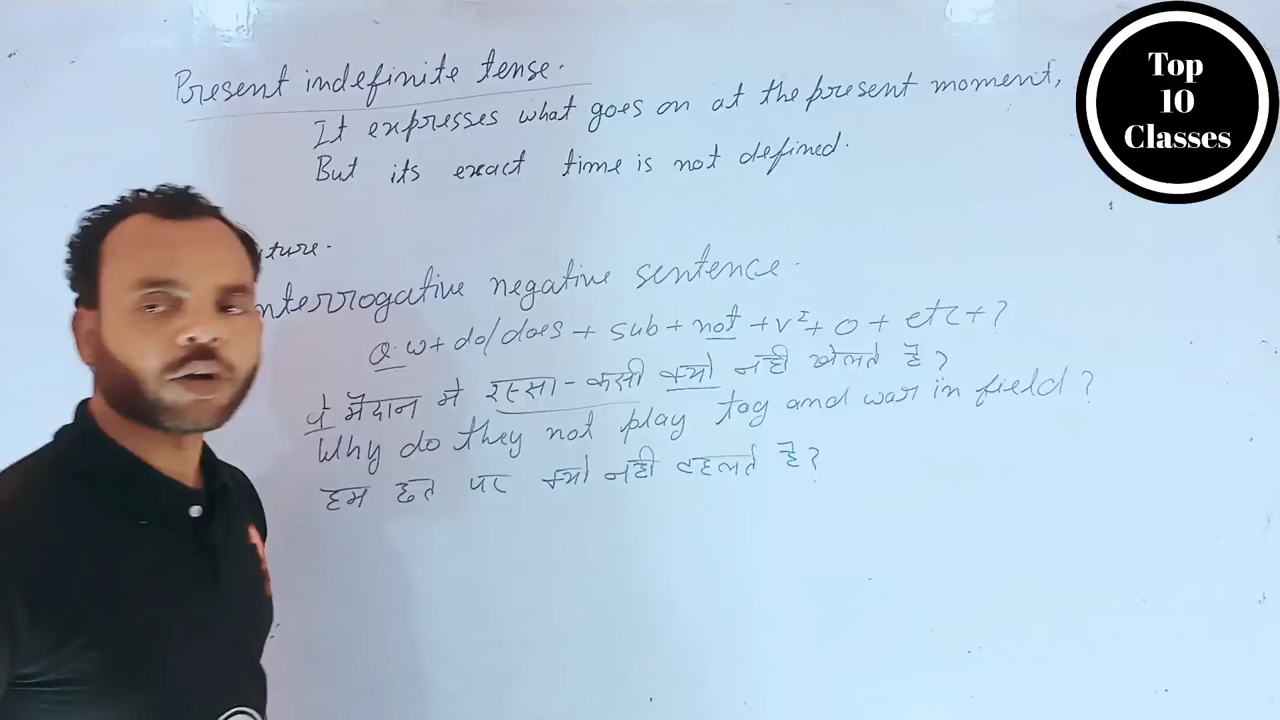 Present indefinite tense.
It expresses what goes on at the present moment,
But its exact time is not defined.
ture.
nterrogative negative sentence.
Q.w+ do/does + sub + not + v I + o + etc + ?
वे मैदान मे रस्सा - कसी क्यो नही खेलते है ?
Why do they not play tog and war in field ?
हम छत पर क्यो नही टहलते है ?
Top
10
Classes